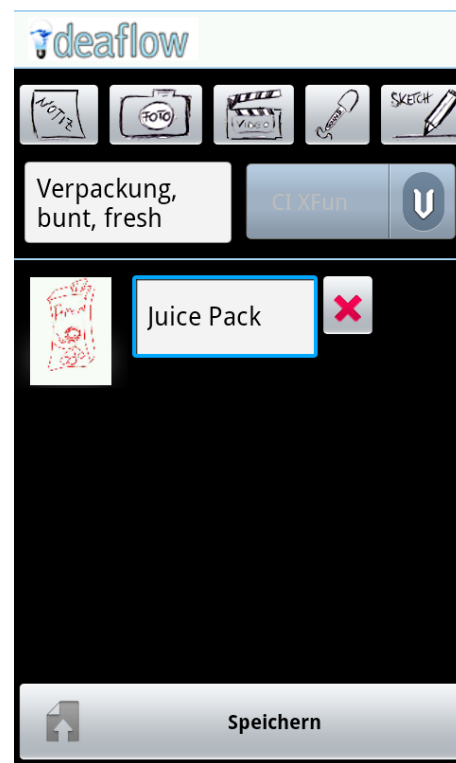 Ideaflow
NOTIZ
FOTO
VIDEO
SKETCH
Verpackung,
bunt, fresh
CI XFun
Juice Pack
Speichern